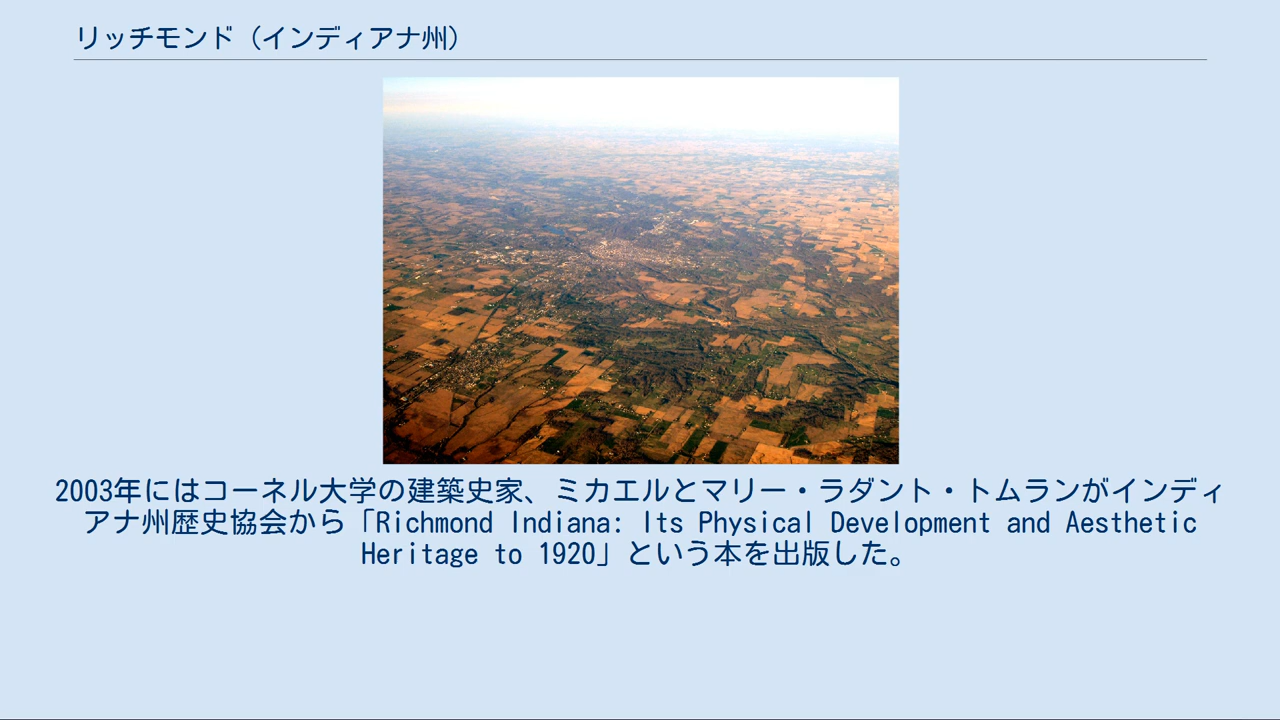 リッチモンド（インディアナ州）
2003年にはコーネル大学の建築史家、ミカエルとマリー・ラダント・トムランがインディ
アナ州歴史協会から「Richmond Indiana: Its Physical Development and Aesthetic
Heritage to 1920」という本を出版した。